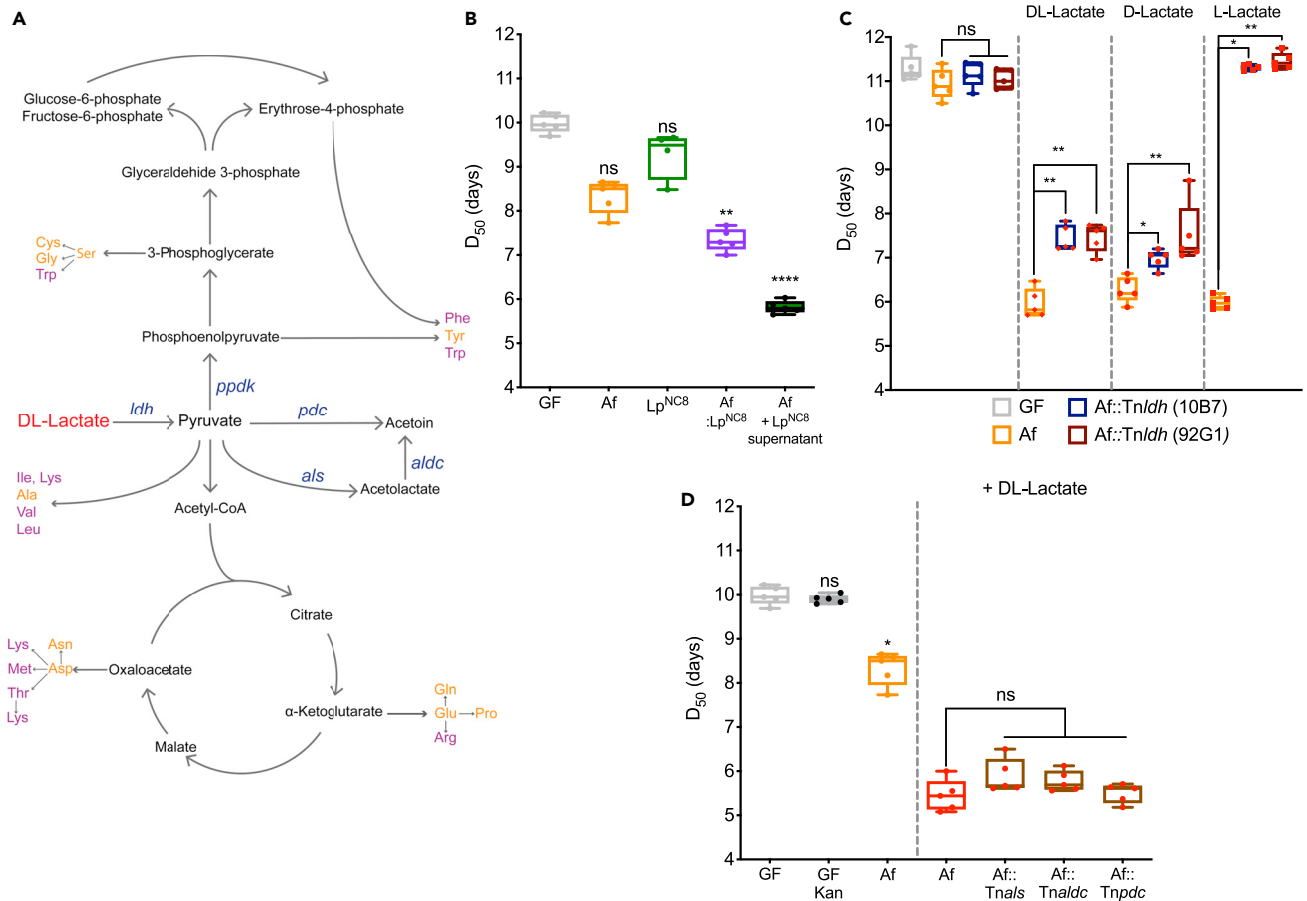 A
Glucose-6-phosphate
Fructose-6-phosphate
Erythrose-4-phosphate
Glyceraldehide 3-phosphate
Cys
Gly
Trp
Ser
3-Phosphoglycerate
Phosphoenolpyruvate
Phe
Tyr
Trp
ppdk
DL-Lactate
ldh
Pyruvate
pdc
Acetoin
als
aldc
Acetolactate
Ile, Lys
Ala
Val
Leu
Acetyl-CoA
Citrate
Lys
Asn
Met
Asp
Oxaloacetate
Thr
Lys
Malate
α-Ketoglutarate
Gln
Glu
Pro
Arg
B
D50 (days)
12
11
10
9
8
7
6
5
4
ns
ns
**
****
GF
Af
LpNC8
Af
:LpNC8
Af
+ LpNC8
supernatant
C
DL-Lactate
D-Lactate
L-Lactate
D50 (days)
12
11
10
9
8
7
6
5
4
ns
**
**
**
*
**
*
GF
Af::Tnldh (10B7)
Af
Af::Tnldh (92G1)
D
+ DL-Lactate
D50 (days)
12
11
10
9
8
7
6
5
4
ns
*
ns
GF
GF
Kan
Af
Af
Af::
Tnals
Af::
Tnaldc
Af::
Tnpdc